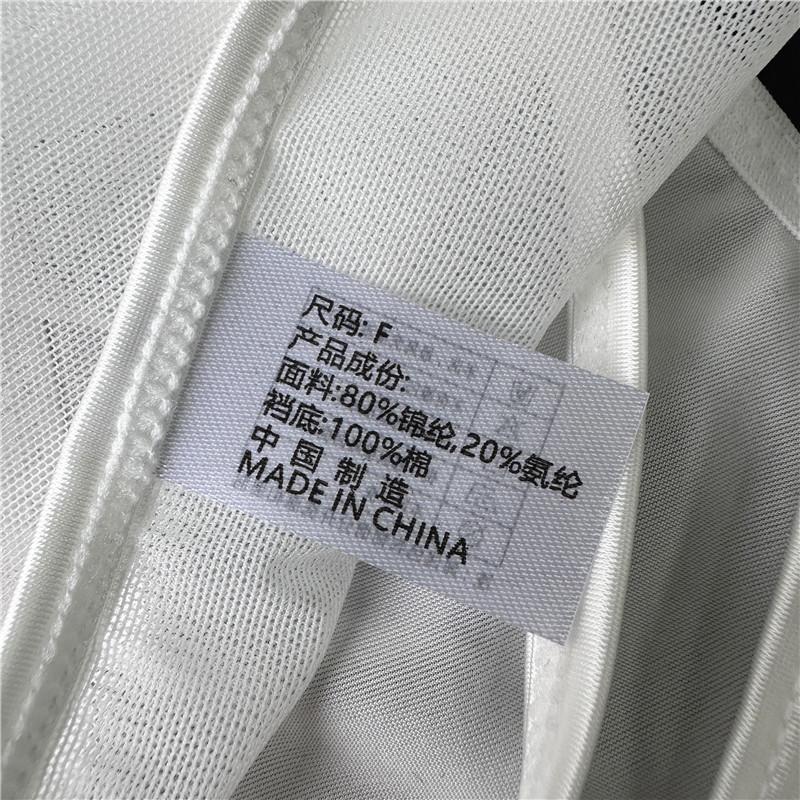 尺码: F
产品成份:
面料:80%锦纶,20%氨纶
裆底:100%棉
中国制造
MADE IN CHINA